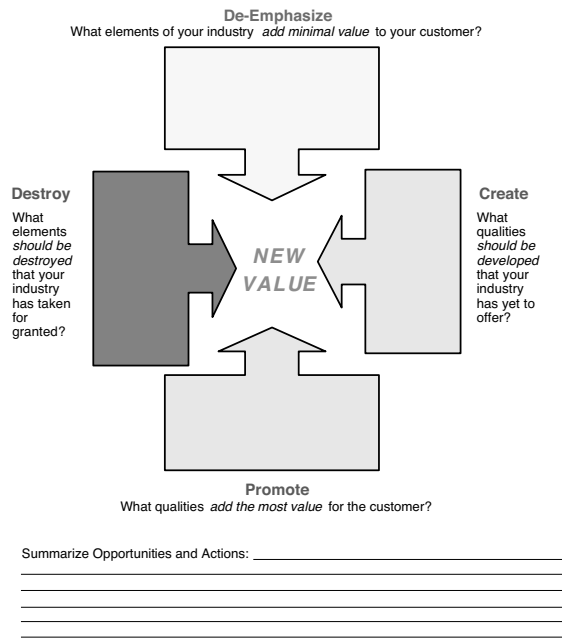 De-Emphasize
What elements of your industry add minimal value to your customer?
Destroy
What
elements
should be
destroyed
that your
industry
has taken
for
granted?
NEW
VALUE
Create
What
qualities
should be
developed
that your
industry
has yet to
offer?
Promote
What qualities add the most value for the customer?
Summarize Opportunities and Actions: